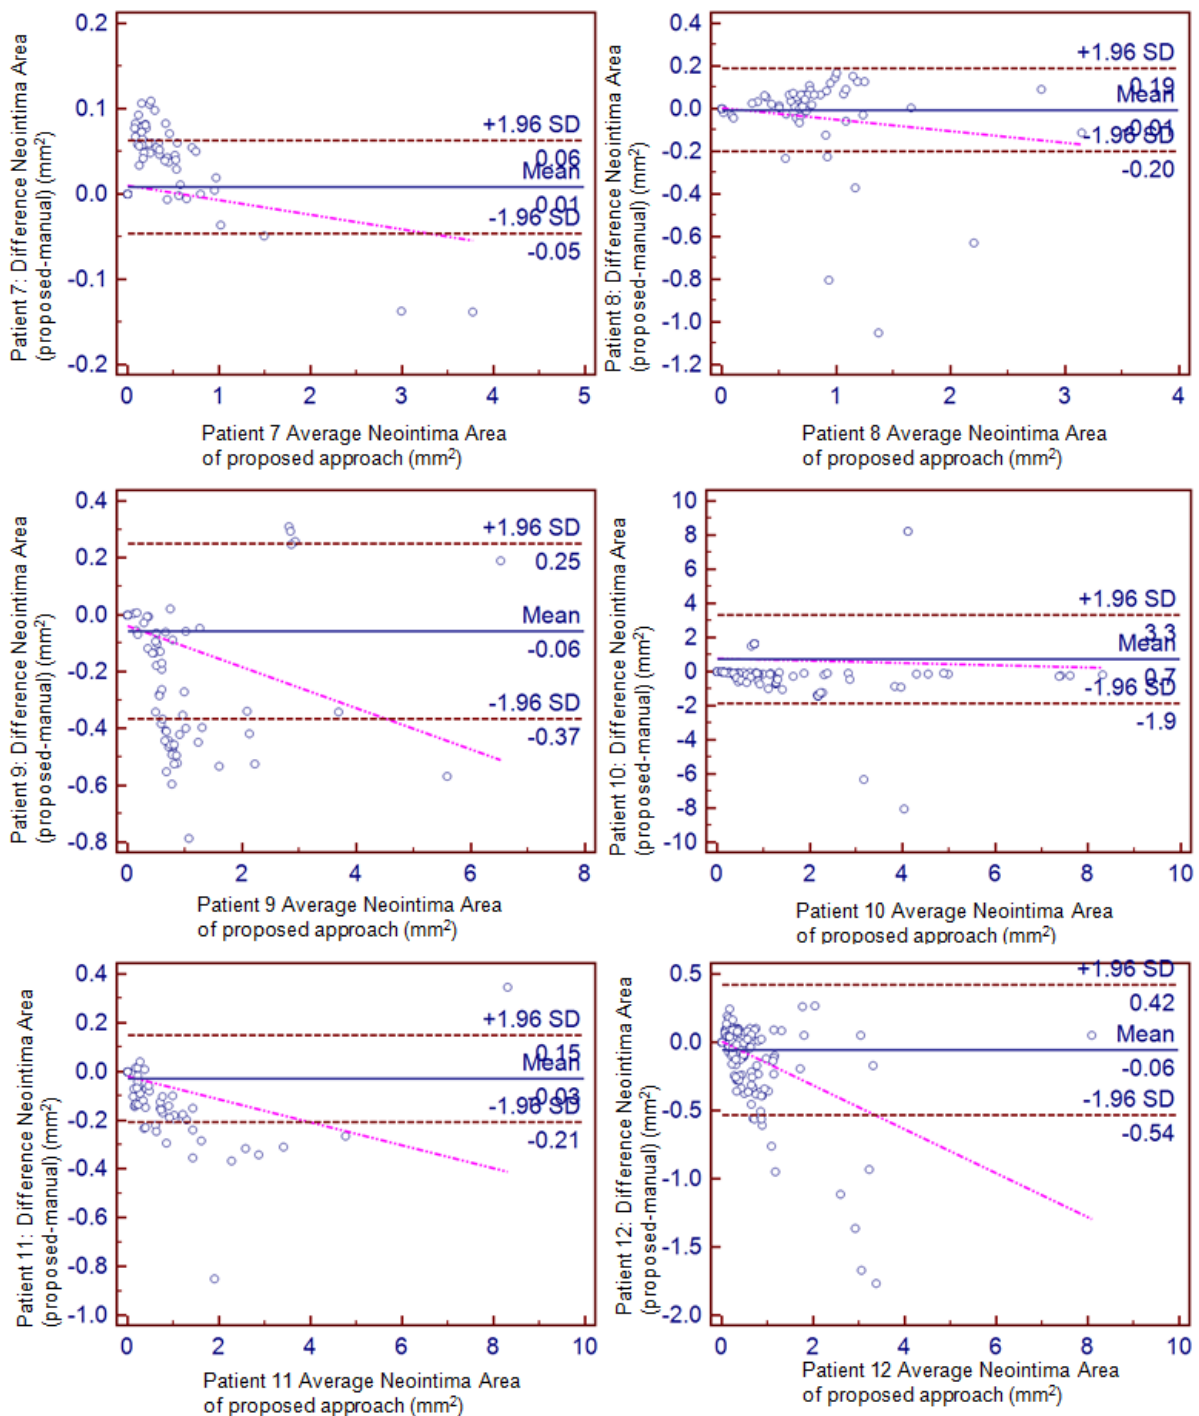 Patient 7: Difference Neointima Area
(proposed-manual) (mm²)
0.2
0.1
0.0
-0.1
-0.2
+1.96 SD
0.06
Mean
0.01
-1.96 SD
-0.05
0 1 2 3 4 5
Patient 7 Average Neointima Area
of proposed approach (mm²)
Patient 8: Difference Neointima Area
(proposed-manual) (mm²)
0.4
0.2
0.0
-0.2
-0.4
-0.6
-0.8
-1.0
-1.2
+1.96 SD
0.19
Mean
-0.01
-1.96 SD
-0.20
0 1 2 3 4
Patient 8 Average Neointima Area
of proposed approach (mm²)
Patient 9: Difference Neointima Area
(proposed-manual) (mm²)
0.4
0.2
0.0
-0.2
-0.4
-0.6
-0.8
+1.96 SD
0.25
Mean
-0.06
-1.96 SD
-0.37
0 2 4 6 8
Patient 9 Average Neointima Area
of proposed approach (mm²)
Patient 10: Difference Neointima Area
(proposed-manual) (mm²)
10
8
6
4
2
0
-2
-4
-6
-8
-10
+1.96 SD
3.3
Mean
0.7
-1.96 SD
-1.9
0 2 4 6 8 10
Patient 10 Average Neointima Area
of proposed approach (mm²)
Patient 11: Difference Neointima Area
(proposed-manual) (mm²)
0.4
0.2
0.0
-0.2
-0.4
-0.6
-0.8
-1.0
+1.96 SD
0.15
Mean
-0.03
-1.96 SD
-0.21
0 2 4 6 8 10
Patient 11 Average Neointima Area
of proposed approach (mm²)
Patient 12: Difference Neointima Area
(proposed-manual) (mm²)
0.5
0.0
-0.5
-1.0
-1.5
-2.0
+1.96 SD
0.42
Mean
-0.06
-1.96 SD
-0.54
0 2 4 6 8 10
Patient 12 Average Neointima Area
of proposed approach (mm²)